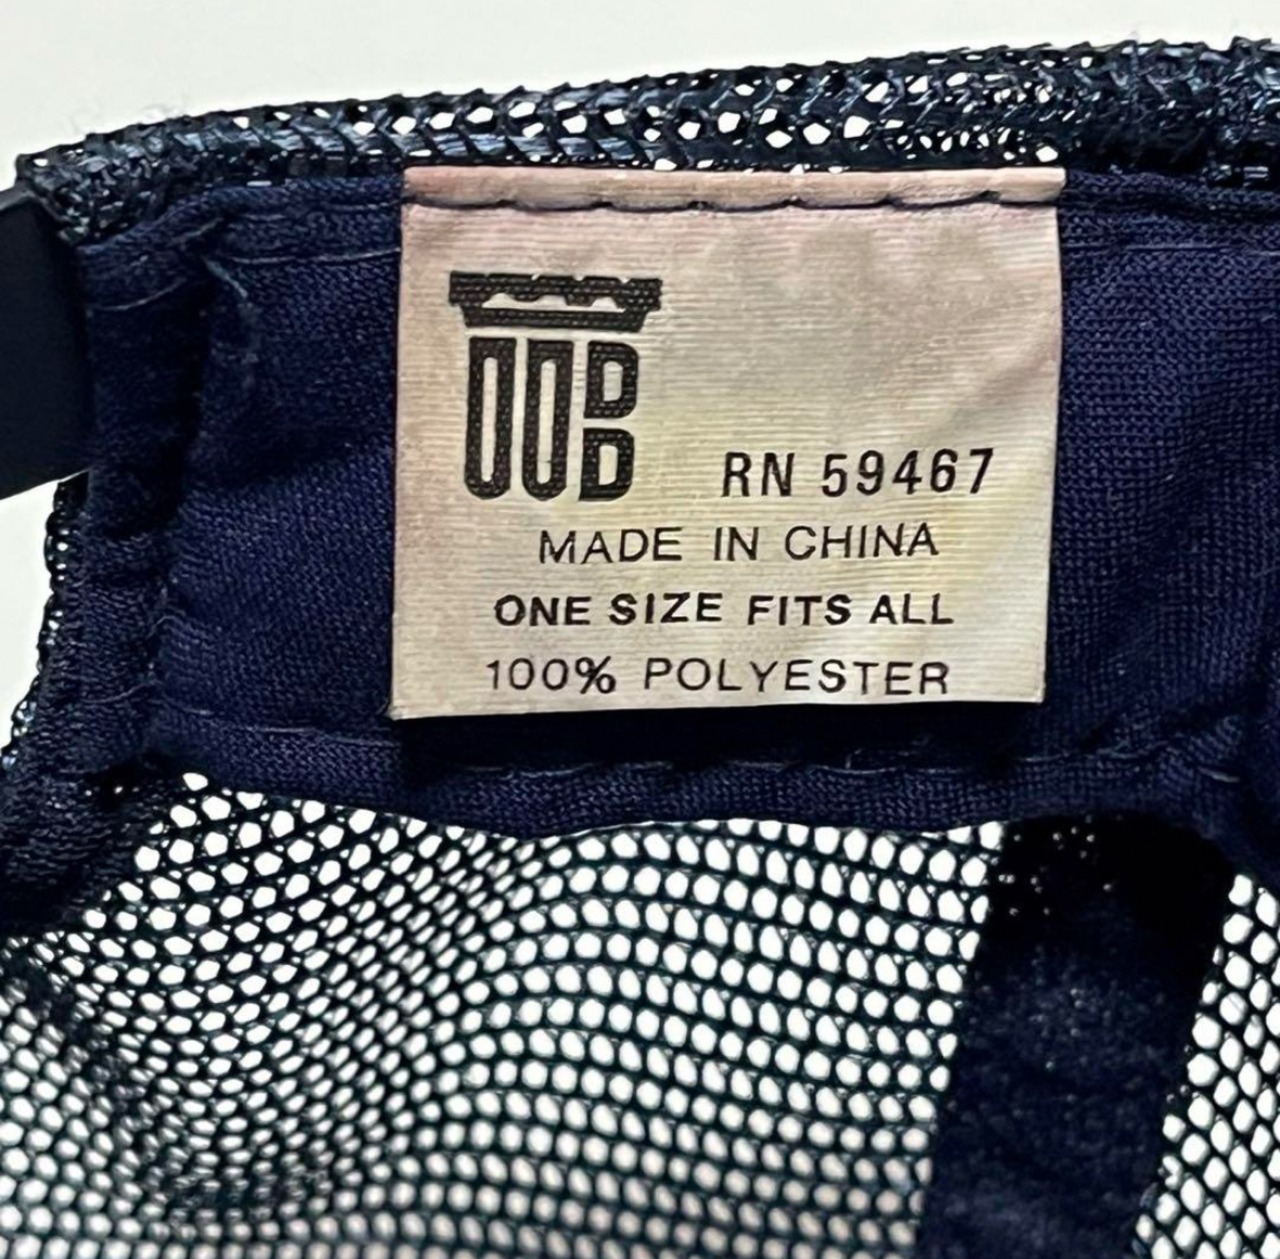 RN 59467
MADE IN CHINA
ONE SIZE FITS ALL
100% POLYESTER